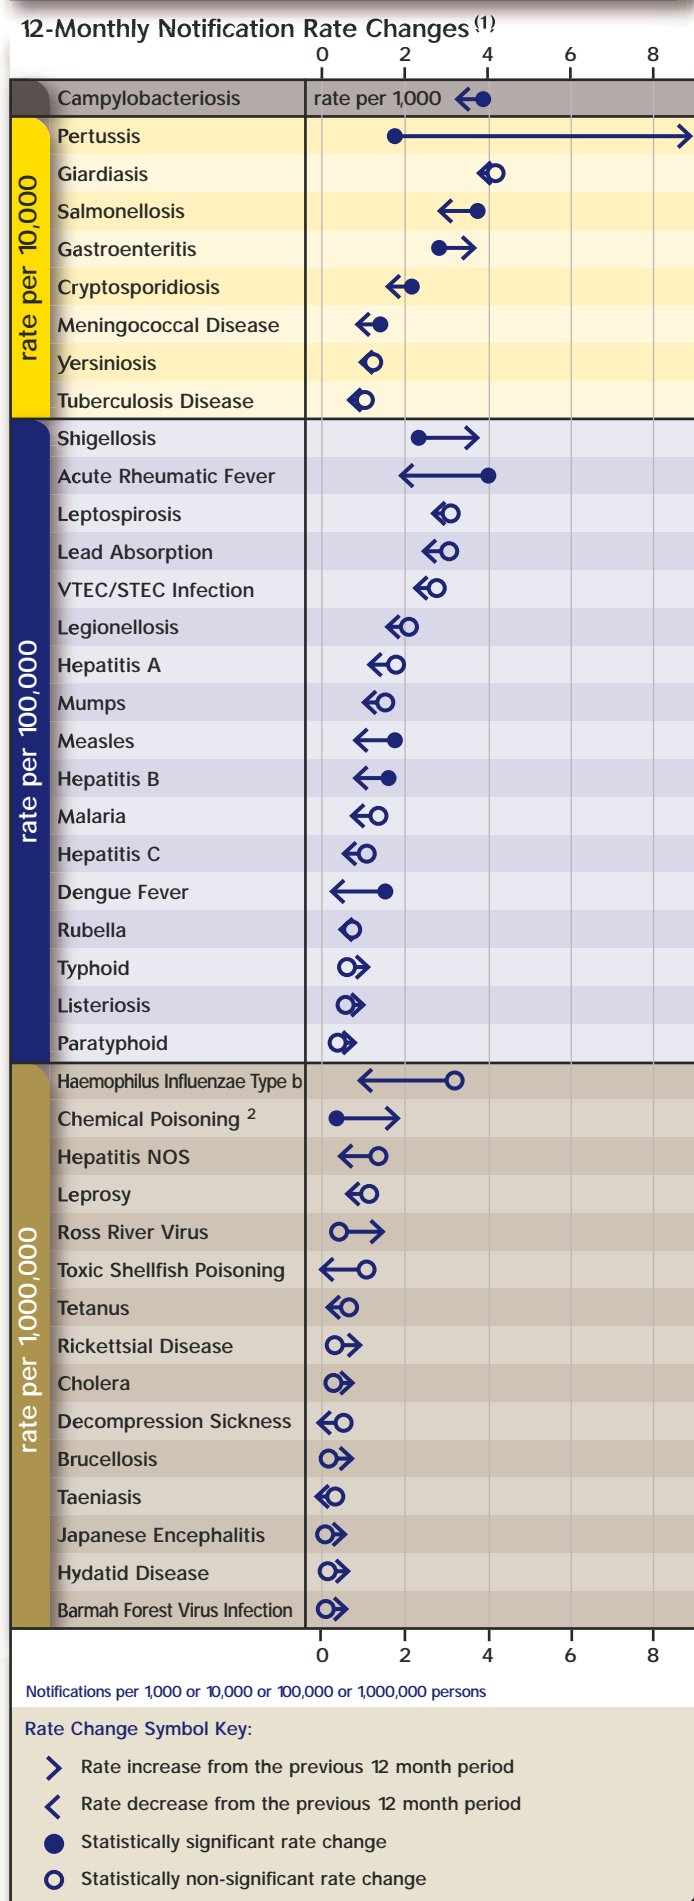 12-Monthly Notification Rate Changes (1)
0 2 4 6 8
Campylobacteriosis rate per 1,000
rate per 10,000
Pertussis
Giardiasis
Salmonellosis
Gastroenteritis
Cryptosporidiosis
Meningococcal Disease
Yersiniosis
Tuberculosis Disease
rate per 100,000
Shigellosis
Acute Rheumatic Fever
Leptospirosis
Lead Absorption
VTEC/STEC Infection
Legionellosis
Hepatitis A
Mumps
Measles
Hepatitis B
Malaria
Hepatitis C
Dengue Fever
Rubella
Typhoid
Listeriosis
Paratyphoid
rate per 1,000,000
Haemophilus Influenzae Type b
Chemical Poisoning 2
Hepatitis NOS
Leprosy
Ross River Virus
Toxic Shellfish Poisoning
Tetanus
Rickettsial Disease
Cholera
Decompression Sickness
Brucellosis
Taeniasis
Japanese Encephalitis
Hydatid Disease
Barmah Forest Virus Infection
0 2 4 6 8
Notifications per 1,000 or 10,000 or 100,000 or 1,000,000 persons
Rate Change Symbol Key:
Rate increase from the previous 12 month period
Rate decrease from the previous 12 month period
Statistically significant rate change
Statistically non-significant rate change